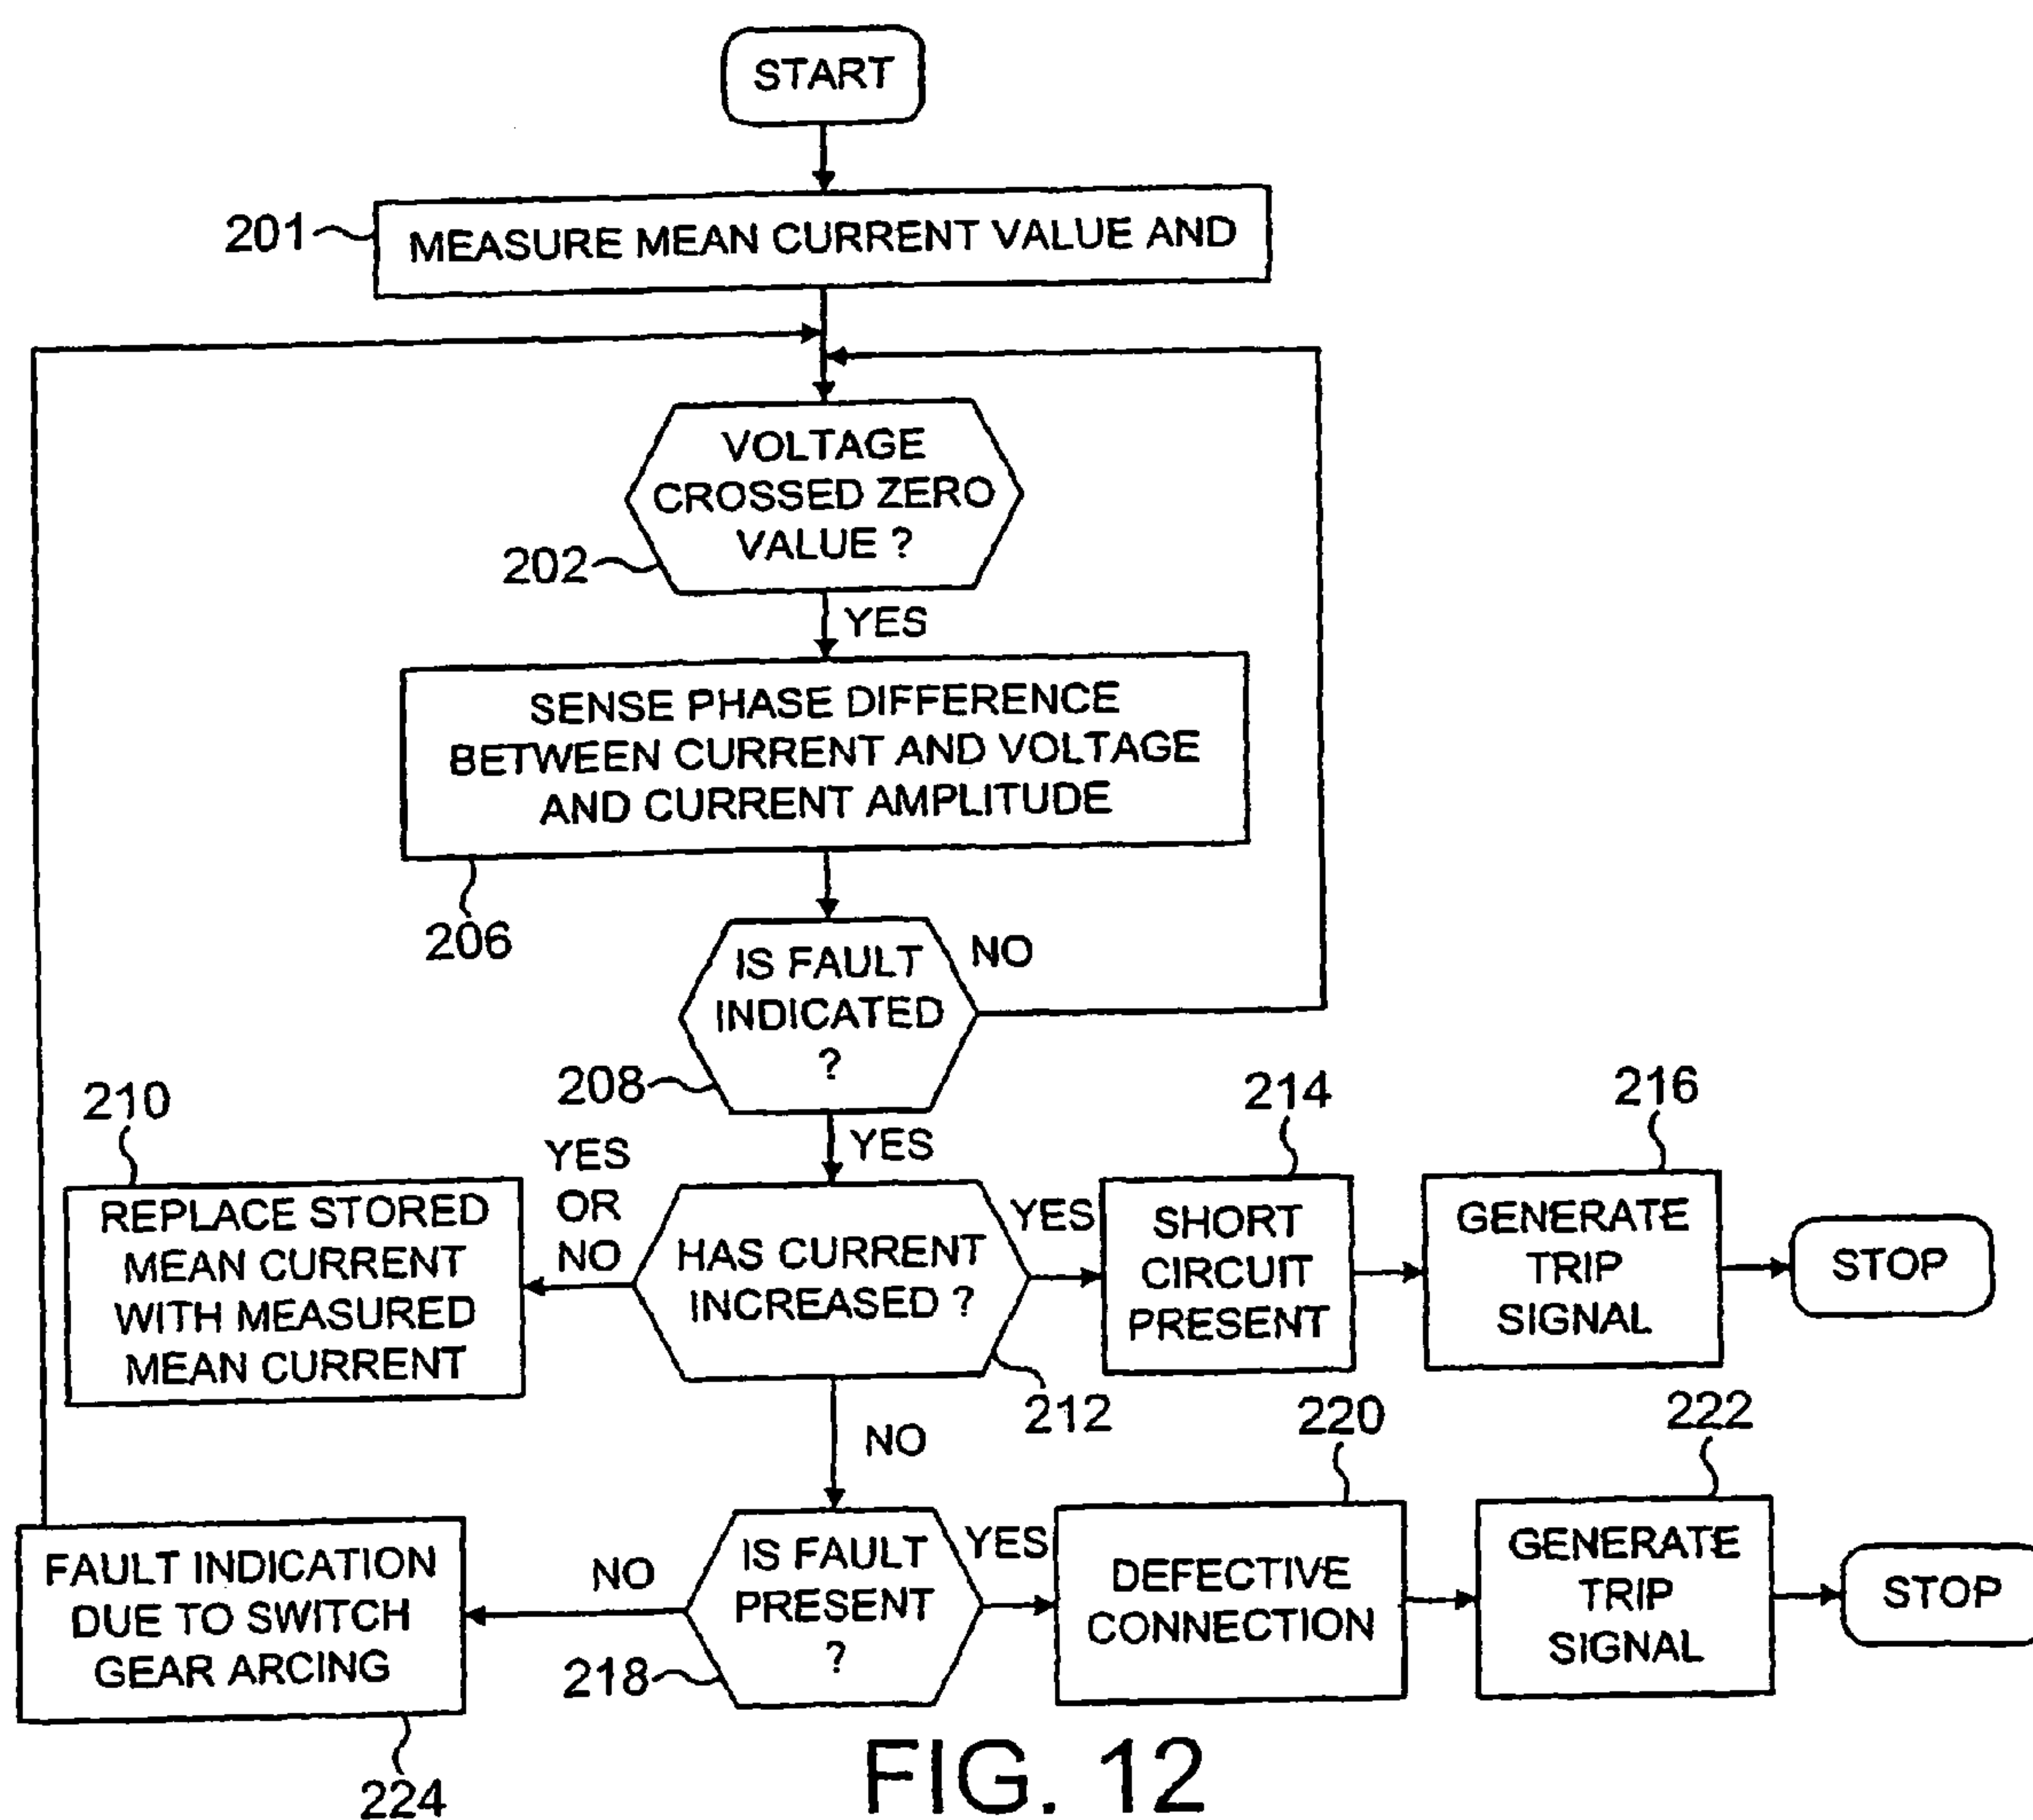 START
201
MEASURE MEAN CURRENT VALUE AND
VOLTAGE
CROSSED ZERO
VALUE ?
202
YES
SENSE PHASE DIFFERENCE
BETWEEN CURRENT AND VOLTAGE
AND CURRENT AMPLITUDE
206
IS FAULT
INDICATED
?
NO
208
YES
210
REPLACE STORED
MEAN CURRENT
WITH MEASURED
MEAN CURRENT
YES
OR
NO
HAS CURRENT
INCREASED ?
212
YES
214
SHORT
CIRCUIT
PRESENT
216
GENERATE
TRIP
SIGNAL
STOP
NO
IS FAULT
PRESENT
?
218
YES
220
DEFECTIVE
CONNECTION
222
GENERATE
TRIP
SIGNAL
STOP
NO
FAULT INDICATION
DUE TO SWITCH
GEAR ARCING
224
FIG. 12